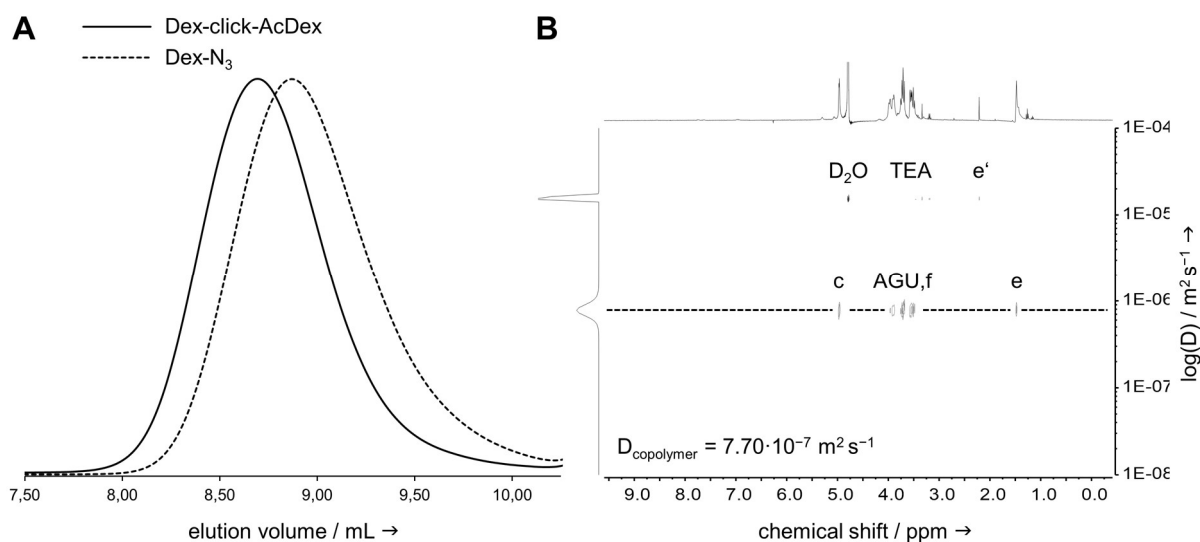 A
Dex-click-AcDex
Dex-N₃
7,50 8,00 8,50 9,00 9,50 10,00
elution volume / mL →
B
D₂O TEA e‘
c AGU,f e
D_copolymer = 7.70·10⁻⁷ m² s⁻¹
1E-04
1E-05
1E-06
1E-07
1E-08
log(D) / m² s⁻¹ →
9.0 8.0 7.0 6.0 5.0 4.0 3.0 2.0 1.0 0.0
chemical shift / ppm →